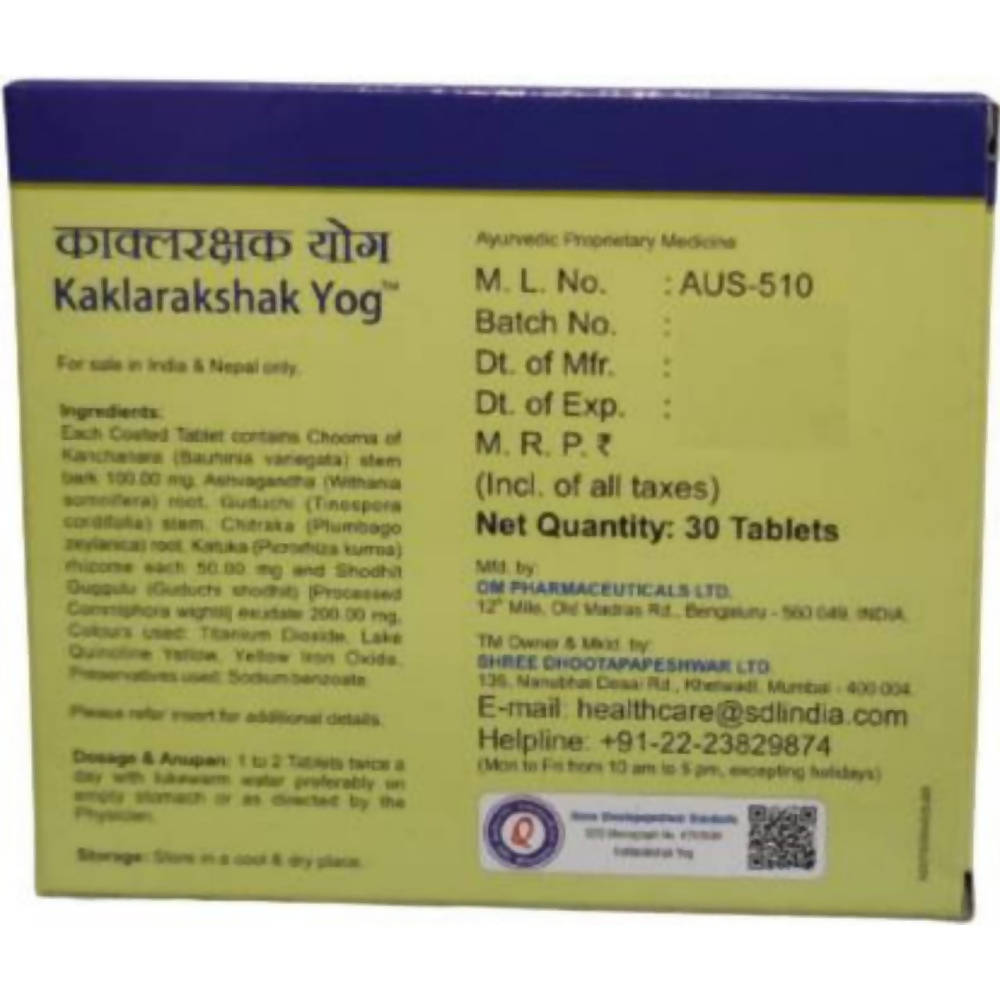 काक्लरक्षक योग
Kaklarakshak Yog™
For sale in India & Nepal only.
Ingredients:
Each Coated Tablet contains Choorna of
Kanchanara (Bauhinia variegata) stem
bark 100.00 mg, Ashvagandha (Withania
somnifera) root, Guduchi (Tinospora
cordifolia) stem, Chitraka (Plumbago
zeylanica) root, Katuka (Picrorhiza kurroa)
rhizome each 50.00 mg and Shodhit
Guggulu (Guduchi shodhit) [Processed
Commiphora wightii] exudate 200.00 mg.
Colours used: Titanium Dioxide, Lake
Quinoline Yellow, Yellow Iron Oxide.
Preservatives used: Sodium benzoate.
Please refer insert for additional details.
Dosage & Anupan: 1 to 2 Tablets twice a
day with lukewarm water preferably on
empty stomach or as directed by the
Physician.
Storage: Store in a cool & dry place.
Ayurvedic Proprietary Medicine
M. L. No. : AUS-510
Batch No. :
Dt. of Mfr. :
Dt. of Exp. :
M. R. P. ₹
(Incl. of all taxes)
Net Quantity: 30 Tablets
Mfd. by:
OM PHARMACEUTICALS LTD.
12th Mile, Old Madras Rd., Bengaluru - 560 049, INDIA.
TM Owner & Mktd. by:
SHREE DHOOTAPAPESHWAR LTD.
135, Nanubhai Desai Rd., Khetwadi, Mumbai - 400 004.
E-mail: healthcare@sdlindia.com
Helpline: +91-22-23829874
(Mon to Fri from 10 am to 5 pm, excepting holidays)
Shree Dhootapapeshwar Standards
SDS Monograph No.
Kaklarakshak Yog